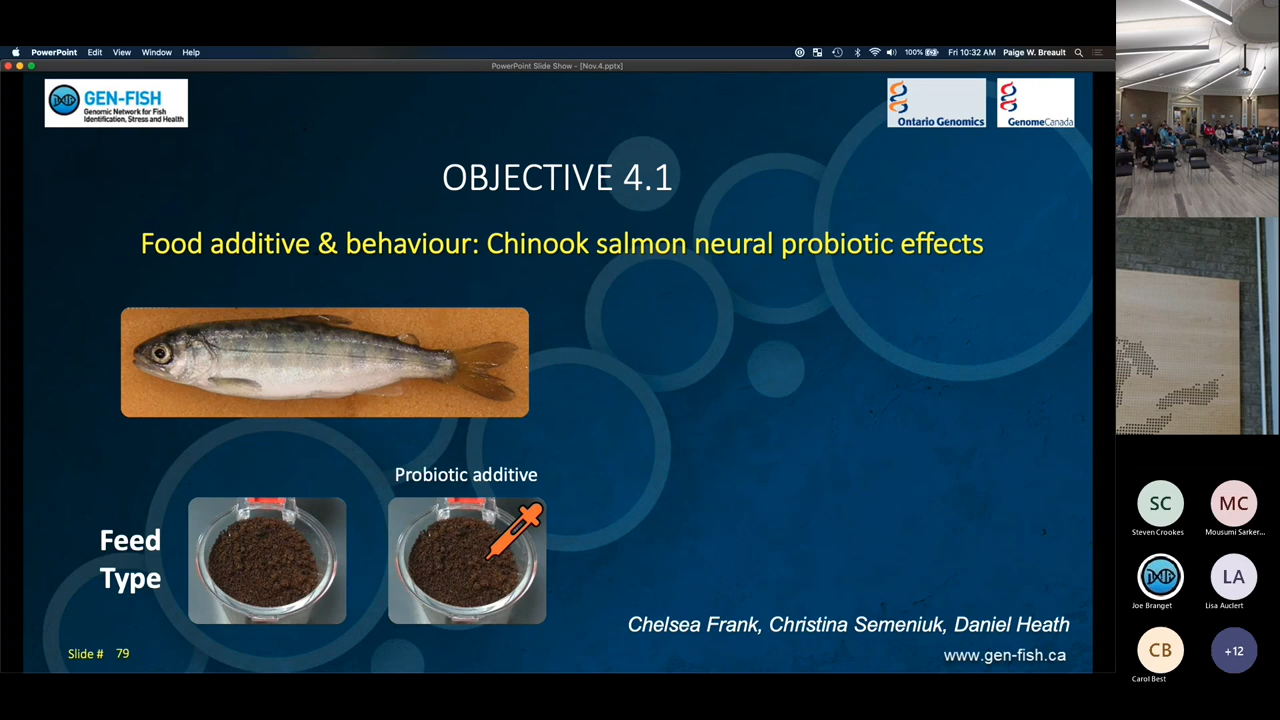 PowerPoint Edit View Window Help
100% Fri 10:32 AM Paige W. Breault
PowerPoint Slide Show - [Nov.4.pptx]
GEN-FISH
Genomic Network for Fish
Identification, Stress and Health
Ontario Genomics
GenomeCanada
OBJECTIVE 4.1
Food additive & behaviour: Chinook salmon neural probiotic effects
Probiotic additive
Feed
Type
Chelsea Frank, Christina Semeniuk, Daniel Heath
www.gen-fish.ca
Slide # 79
SC
Steven Crookes
MC
Mousumi Sarker...
Joe Branget
LA
Lisa Auclert
CB
Carol Best
+12